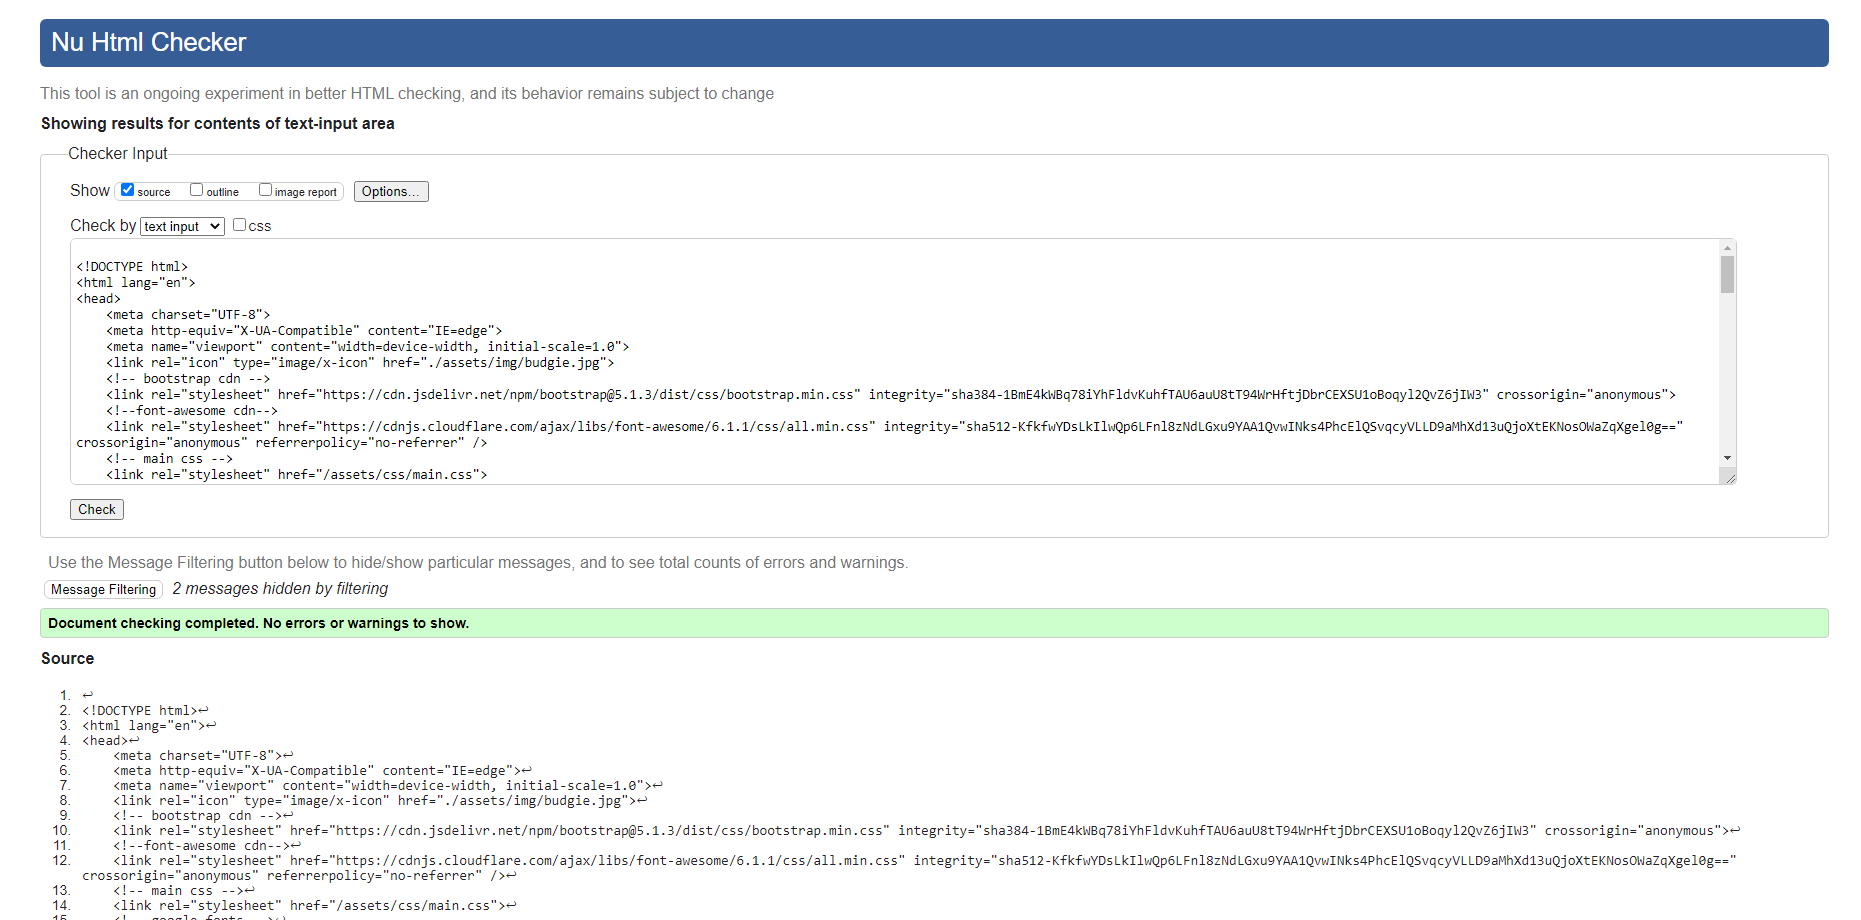 Nu Html Checker
This tool is an ongoing experiment in better HTML checking, and its behavior remains subject to change
Showing results for contents of text-input area
Checker Input
Show source outline image report Options...
Check by text input css
<!DOCTYPE html>
<html lang="en">
<head>
    <meta charset="UTF-8">
    <meta http-equiv="X-UA-Compatible" content="IE=edge">
    <meta name="viewport" content="width=device-width, initial-scale=1.0">
    <link rel="icon" type="image/x-icon" href="./assets/img/budgie.jpg">
    <!-- bootstrap cdn -->
    <link rel="stylesheet" href="https://cdn.jsdelivr.net/npm/bootstrap@5.1.3/dist/css/bootstrap.min.css" integrity="sha384-1BmE4kWBq78iYhFldvKuhfTAU6auU8tT94WrHftjDbrCEXSU1oBoqyl2QvZ6jIW3" crossorigin="anonymous">
    <!--font-awesome cdn-->
    <link rel="stylesheet" href="https://cdnjs.cloudflare.com/ajax/libs/font-awesome/6.1.1/css/all.min.css" integrity="sha512-KfkfwYDsLkIlwQp6LFnl8zNdLGxu9YAA1QvwINks4PhcElQSvqcyVLLD9aMhXd13uQjoXtEKNosOWaZqXgel0g=="
crossorigin="anonymous" referrerpolicy="no-referrer" />
    <!-- main css -->
    <link rel="stylesheet" href="/assets/css/main.css">
Check
Use the Message Filtering button below to hide/show particular messages, and to see total counts of errors and warnings.
Message Filtering 2 messages hidden by filtering
Document checking completed. No errors or warnings to show.
Source
1. ↩
2. <!DOCTYPE html>↩
3. <html lang="en">↩
4. <head>↩
5.     <meta charset="UTF-8">↩
6.     <meta http-equiv="X-UA-Compatible" content="IE=edge">↩
7.     <meta name="viewport" content="width=device-width, initial-scale=1.0">↩
8.     <link rel="icon" type="image/x-icon" href="./assets/img/budgie.jpg">↩
9.     <!-- bootstrap cdn -->↩
10.     <link rel="stylesheet" href="https://cdn.jsdelivr.net/npm/bootstrap@5.1.3/dist/css/bootstrap.min.css" integrity="sha384-1BmE4kWBq78iYhFldvKuhfTAU6auU8tT94WrHftjDbrCEXSU1oBoqyl2QvZ6jIW3" crossorigin="anonymous">↩
11.     <!--font-awesome cdn-->↩
12.     <link rel="stylesheet" href="https://cdnjs.cloudflare.com/ajax/libs/font-awesome/6.1.1/css/all.min.css" integrity="sha512-KfkfwYDsLkIlwQp6LFnl8zNdLGxu9YAA1QvwINks4PhcElQSvqcyVLLD9aMhXd13uQjoXtEKNosOWaZqXgel0g=="
crossorigin="anonymous" referrerpolicy="no-referrer" />↩
13.     <!-- main css -->↩
14.     <link rel="stylesheet" href="/assets/css/main.css">↩